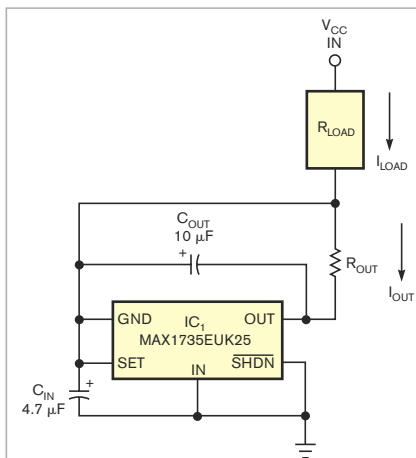 V_CC
IN
R_LOAD
I_LOAD
C_OUT
10 μF
+
R_OUT
I_OUT
GND
IC_1
OUT
MAX1735EUK25
SET
IN
S̅H̅D̅N̅
C_IN
4.7 μF
+